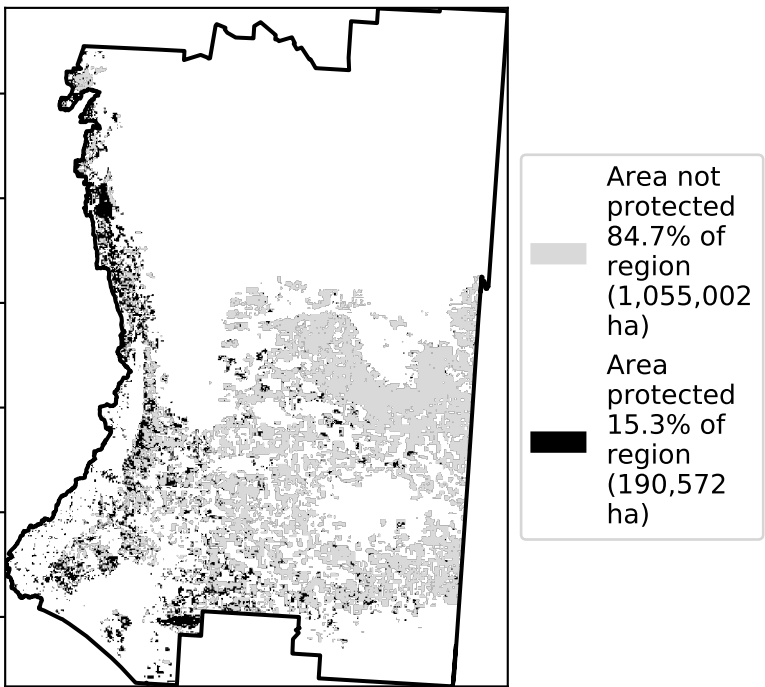 Area not
protected
84.7% of
region
(1,055,002
ha)
Area
protected
15.3% of
region
(190,572
ha)